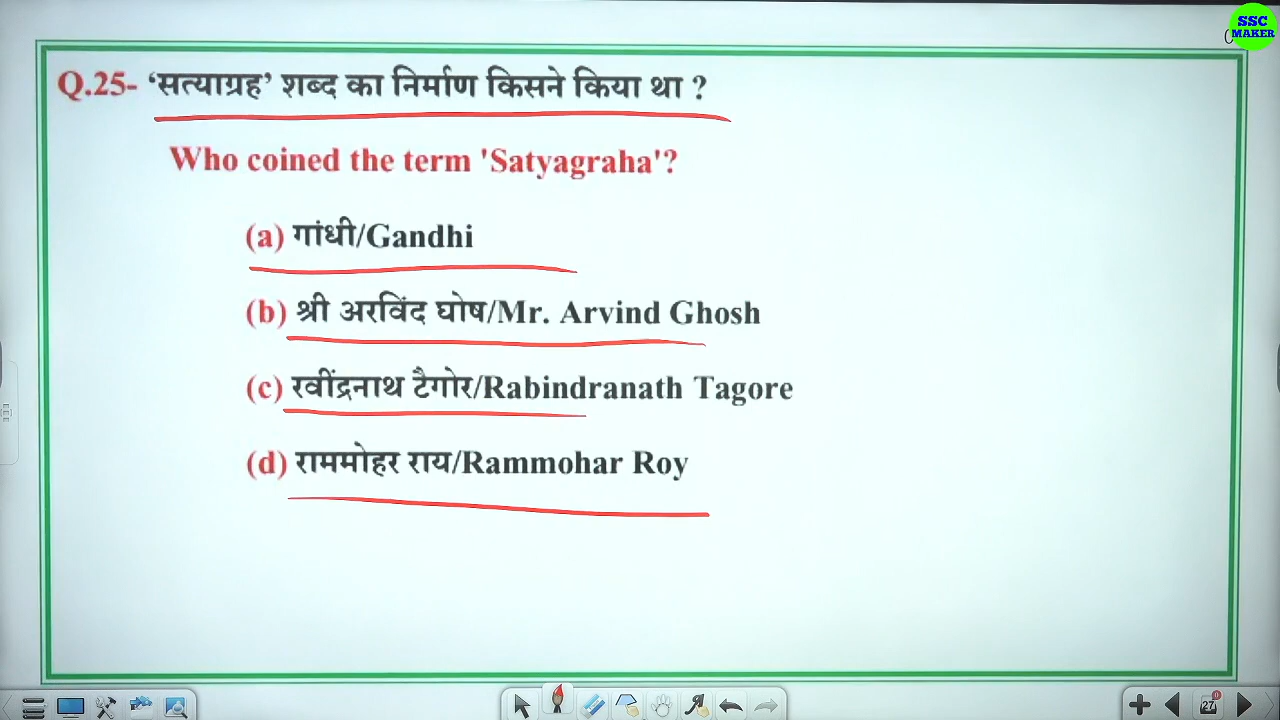 SSC
MAKER
Q.25- ‘सत्याग्रह’ शब्द का निर्माण किसने किया था ?
Who coined the term 'Satyagraha'?
(a) गांधी/Gandhi
(b) श्री अरविंद घोष/Mr. Arvind Ghosh
(c) रवींद्रनाथ टैगोर/Rabindranath Tagore
(d) राममोहर राय/Rammohar Roy
27